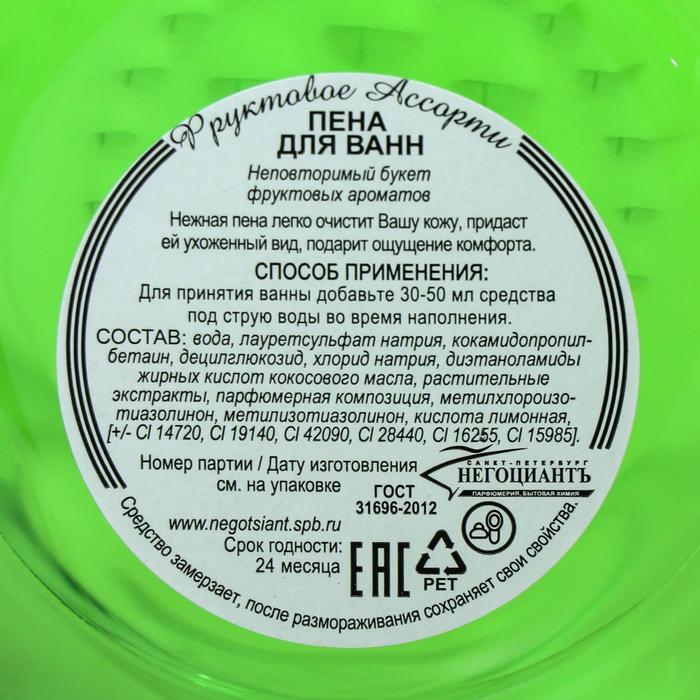 Фруктовое Ассорти
ПЕНА
ДЛЯ ВАНН
Неповторимый букет
фруктовых ароматов
Нежная пена легко очистит Вашу кожу, придаст
ей ухоженный вид, подарит ощущение комфорта.
СПОСОБ ПРИМЕНЕНИЯ:
Для принятия ванны добавьте 30-50 мл средства
под струю воды во время наполнения.
СОСТАВ: вода, лауретсульфат натрия, кокамидопропил-
бетаин, децилглюкозид, хлорид натрия, диэтаноламиды
жирных кислот кокосового масла, растительные
экстракты, парфюмерная композиция, метилхлороизо-
тиазолинон, метилизотиазолинон, кислота лимонная,
[+/- CI 14720, CI 19140, CI 42090, CI 28440, CI 16255, CI 15985].
Номер партии / Дата изготовления
см. на упаковке
САНКТ-ПЕТЕРБУРГ
НЕГОЦИАНТЪ
ПАРФЮМЕРИЯ, БЫТОВАЯ ХИМИЯ
ГОСТ
31696-2012
www.negotsiant.spb.ru
Срок годности:
24 месяца
EAC
PET
Средство замерзает, после размораживания сохраняет свои свойства.